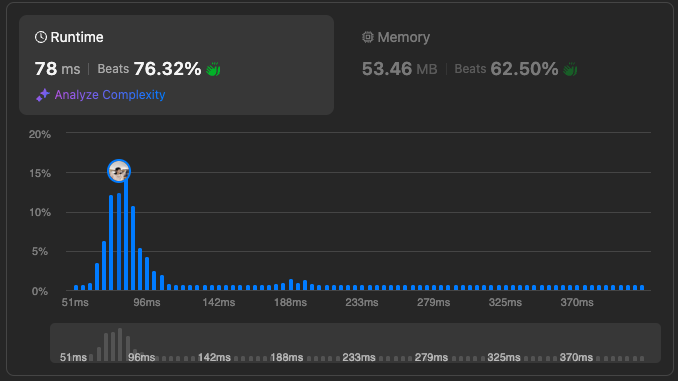 Runtime
Memory
78 ms | Beats 76.32%
53.46 MB | Beats 62.50%
Analyze Complexity
20%
15%
10%
5%
0%
51ms 96ms 142ms 188ms 233ms 279ms 325ms 370ms
51ms 96ms 142ms 188ms 233ms 279ms 325ms 370ms